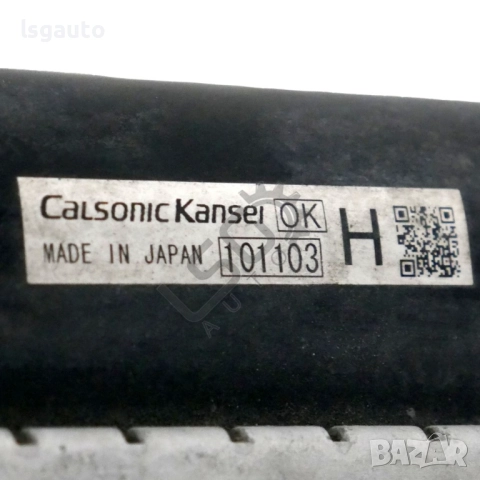 lsgauto
Calsonic Kansei OK H
MADE IN JAPAN 101103
BAZAR